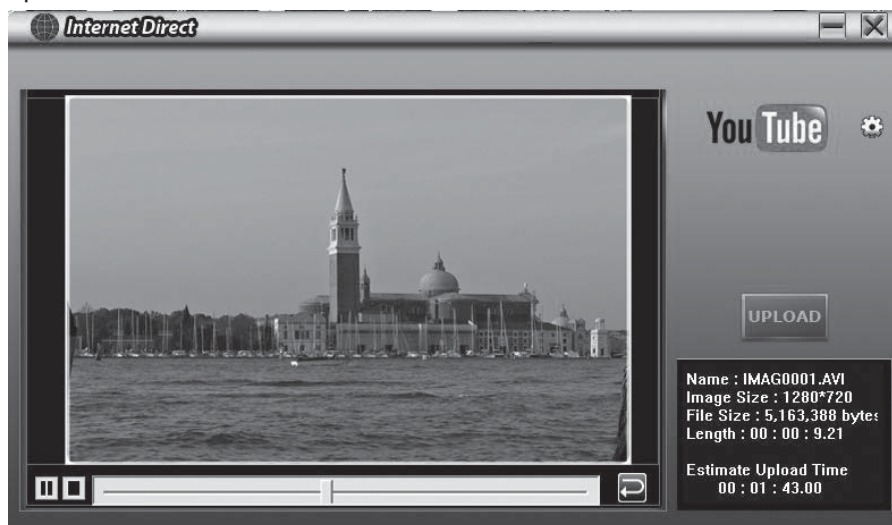 Internet Direct
You Tube
UPLOAD
Name : IMAG0001.AVI
Image Size : 1280*720
File Size : 5,163,388 bytes
Length : 00 : 00 : 9.21
Estimate Upload Time
00 : 01 : 43.00